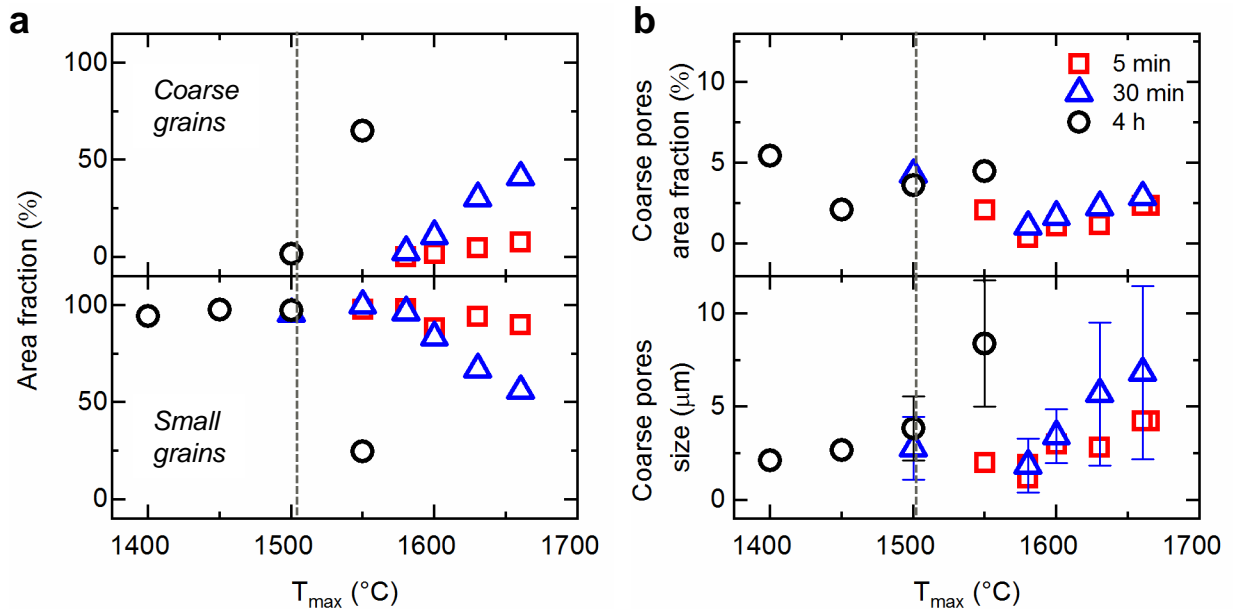 a
Area fraction (%)
100
50
0
Coarse
grains
100
50
0
Small
grains
1400
1500
1600
1700
Tmax (°C)
b
Coarse pores
area fraction (%)
10
5
0
5 min
30 min
4 h
Coarse pores
size (μm)
10
5
0
1400
1500
1600
1700
Tmax (°C)